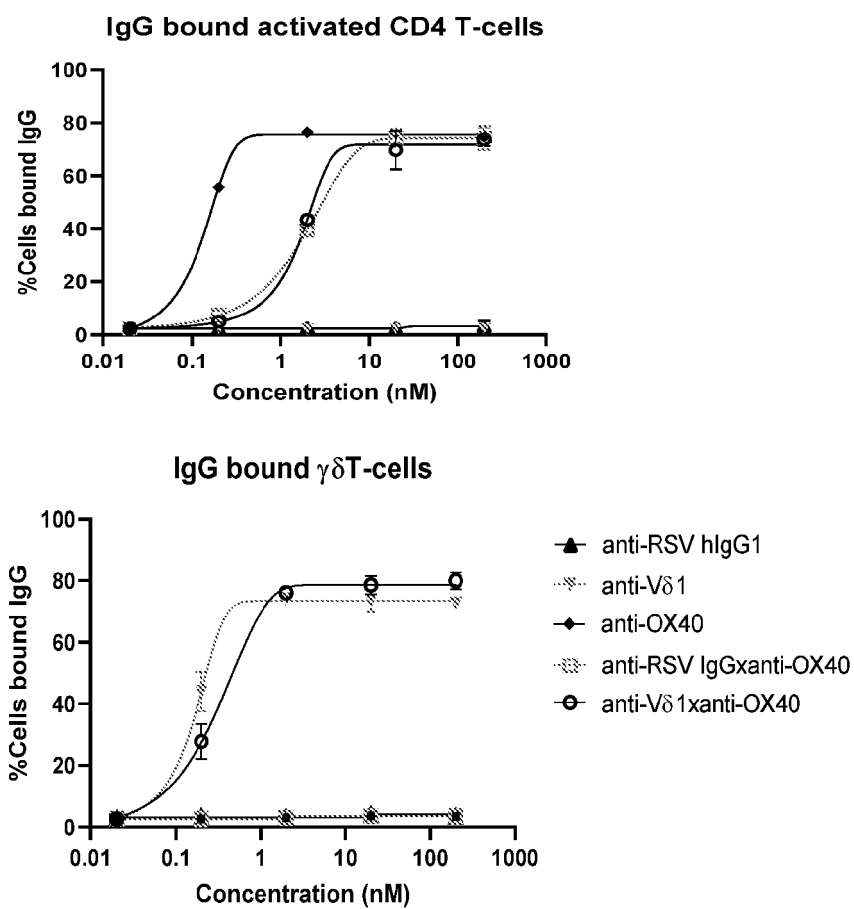 IgG bound activated CD4 T-cells
100
80
60
40
20
0
%Cells bound IgG
0.01 0.1 1 10 100 1000
Concentration (nM)
IgG bound γδT-cells
100
80
60
40
20
0
%Cells bound IgG
0.01 0.1 1 10 100 1000
Concentration (nM)
anti-RSV hIgG1
anti-Vδ1
anti-OX40
anti-RSV IgGxanti-OX40
anti-Vδ1xanti-OX40